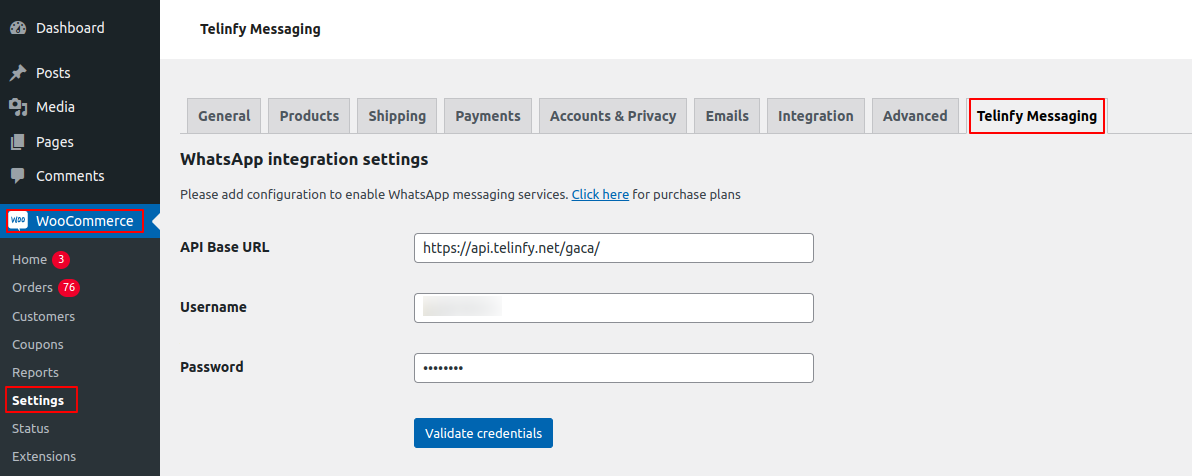 Dashboard
Posts
Media
Pages
Comments
WOO WooCommerce
Home 3
Orders 76
Customers
Coupons
Reports
Settings
Status
Extensions
Telinfy Messaging
General Products Shipping Payments Accounts & Privacy Emails Integration Advanced Telinfy Messaging
WhatsApp integration settings
Please add configuration to enable WhatsApp messaging services. Click here for purchase plans
API Base URL https://api.telinfy.net/gaca/
Username
Password ••••••••
Validate credentials